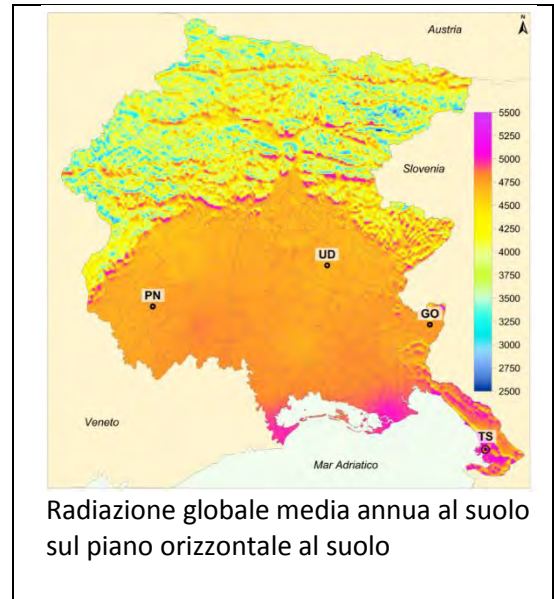 Austria
N
5500
5250
5000
4750
Slovenia
4500
4250
4000
3750
3500
3250
3000
2750
2500
UD
PN
GO
Veneto
TS
Mar Adriatico
Radiazione globale media annua al suolo
sul piano orizzontale al suolo